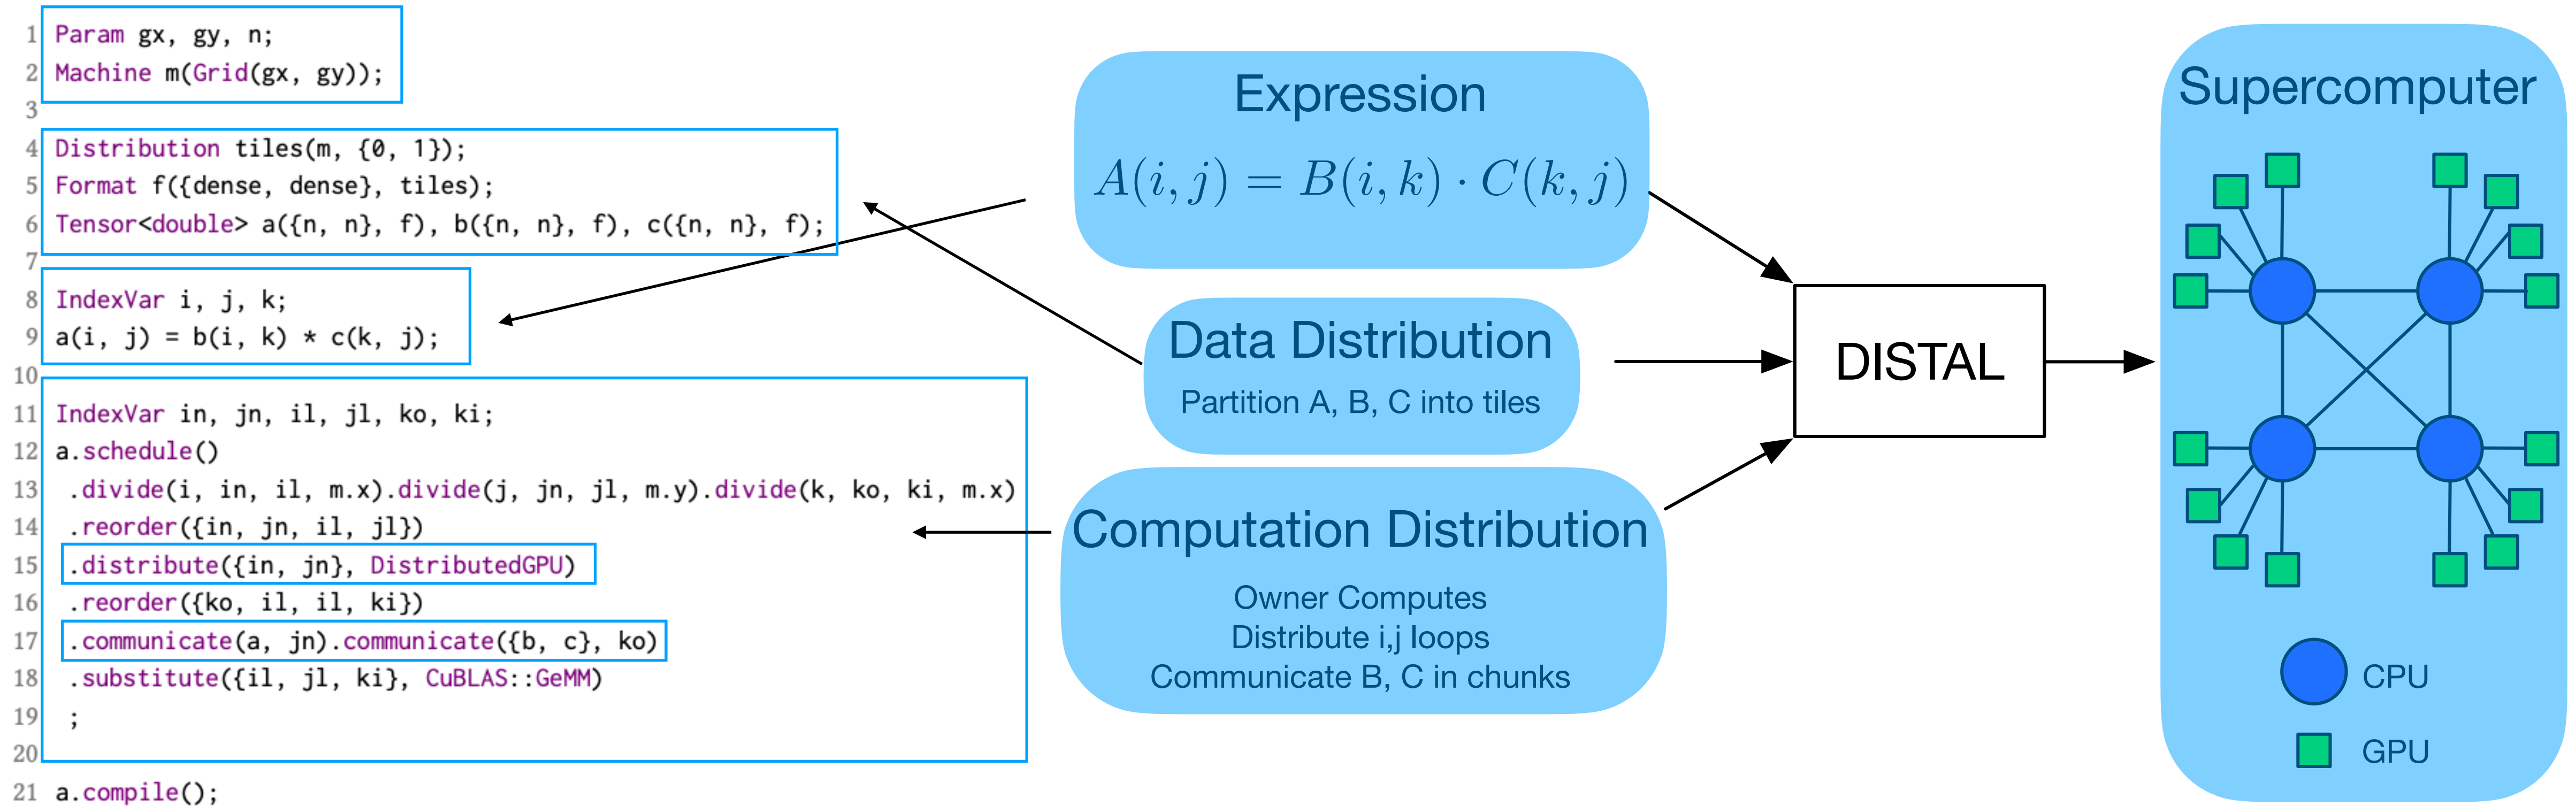 1 Param gx, gy, n;
2 Machine m(Grid(gx, gy));
3
4 Distribution tiles(m, {0, 1});
5 Format f({dense, dense}, tiles);
6 Tensor<double> a({n, n}, f), b({n, n}, f), c({n, n}, f);
7
8 IndexVar i, j, k;
9 a(i, j) = b(i, k) * c(k, j);
10
11 IndexVar in, jn, il, jl, ko, ki;
12 a.schedule()
13 .divide(i, in, il, m.x).divide(j, jn, jl, m.y).divide(k, ko, ki, m.x)
14 .reorder({in, jn, il, jl})
15 .distribute({in, jn}, DistributedGPU)
16 .reorder({ko, il, il, ki})
17 .communicate(a, jn).communicate({b, c}, ko)
18 .substitute({il, jl, ki}, CuBLAS::GeMM)
19 ;
20
21 a.compile();
Expression
A(i, j) = B(i, k) · C(k, j)
Data Distribution
Partition A, B, C into tiles
Computation Distribution
Owner Computes
Distribute i,j loops
Communicate B, C in chunks
DISTAL
Supercomputer
CPU
GPU